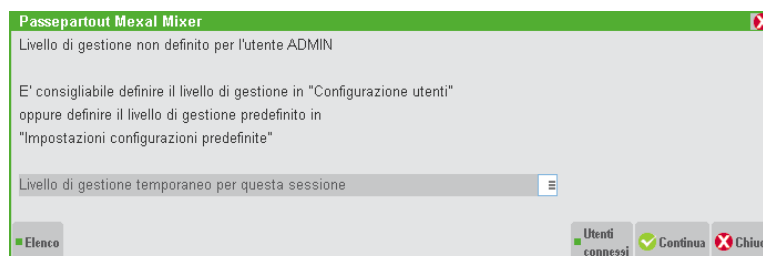 Passepartout Mexal Mixer
Livello di gestione non definito per l'utente ADMIN
E' consigliabile definire il livello di gestione in "Configurazione utenti"
oppure definire il livello di gestione predefinito in
"Impostazioni configurazioni predefinite"
Livello di gestione temporaneo per questa sessione
Elenco
Utenti
connessi
Continua
Chiud